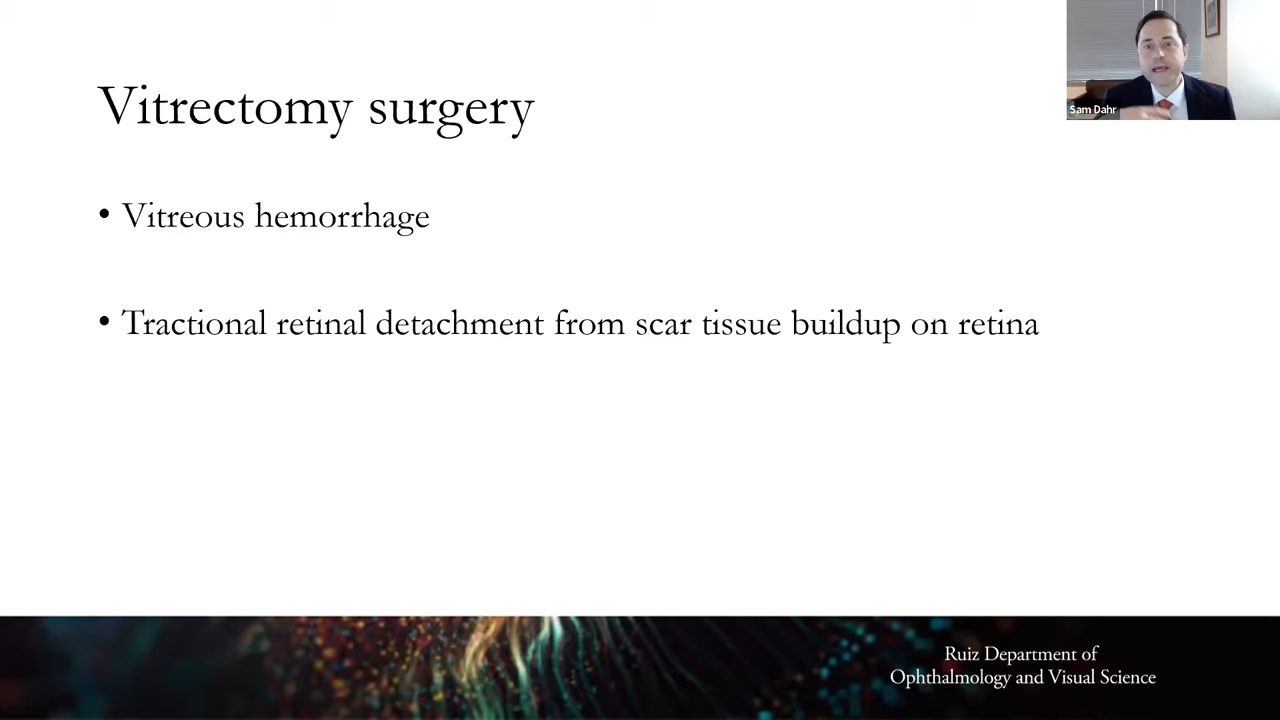 Vitrectomy surgery
Sam Dahr
• Vitreous hemorrhage
• Tractional retinal detachment from scar tissue buildup on retina
Ruiz Department of
Ophthalmology and Visual Science